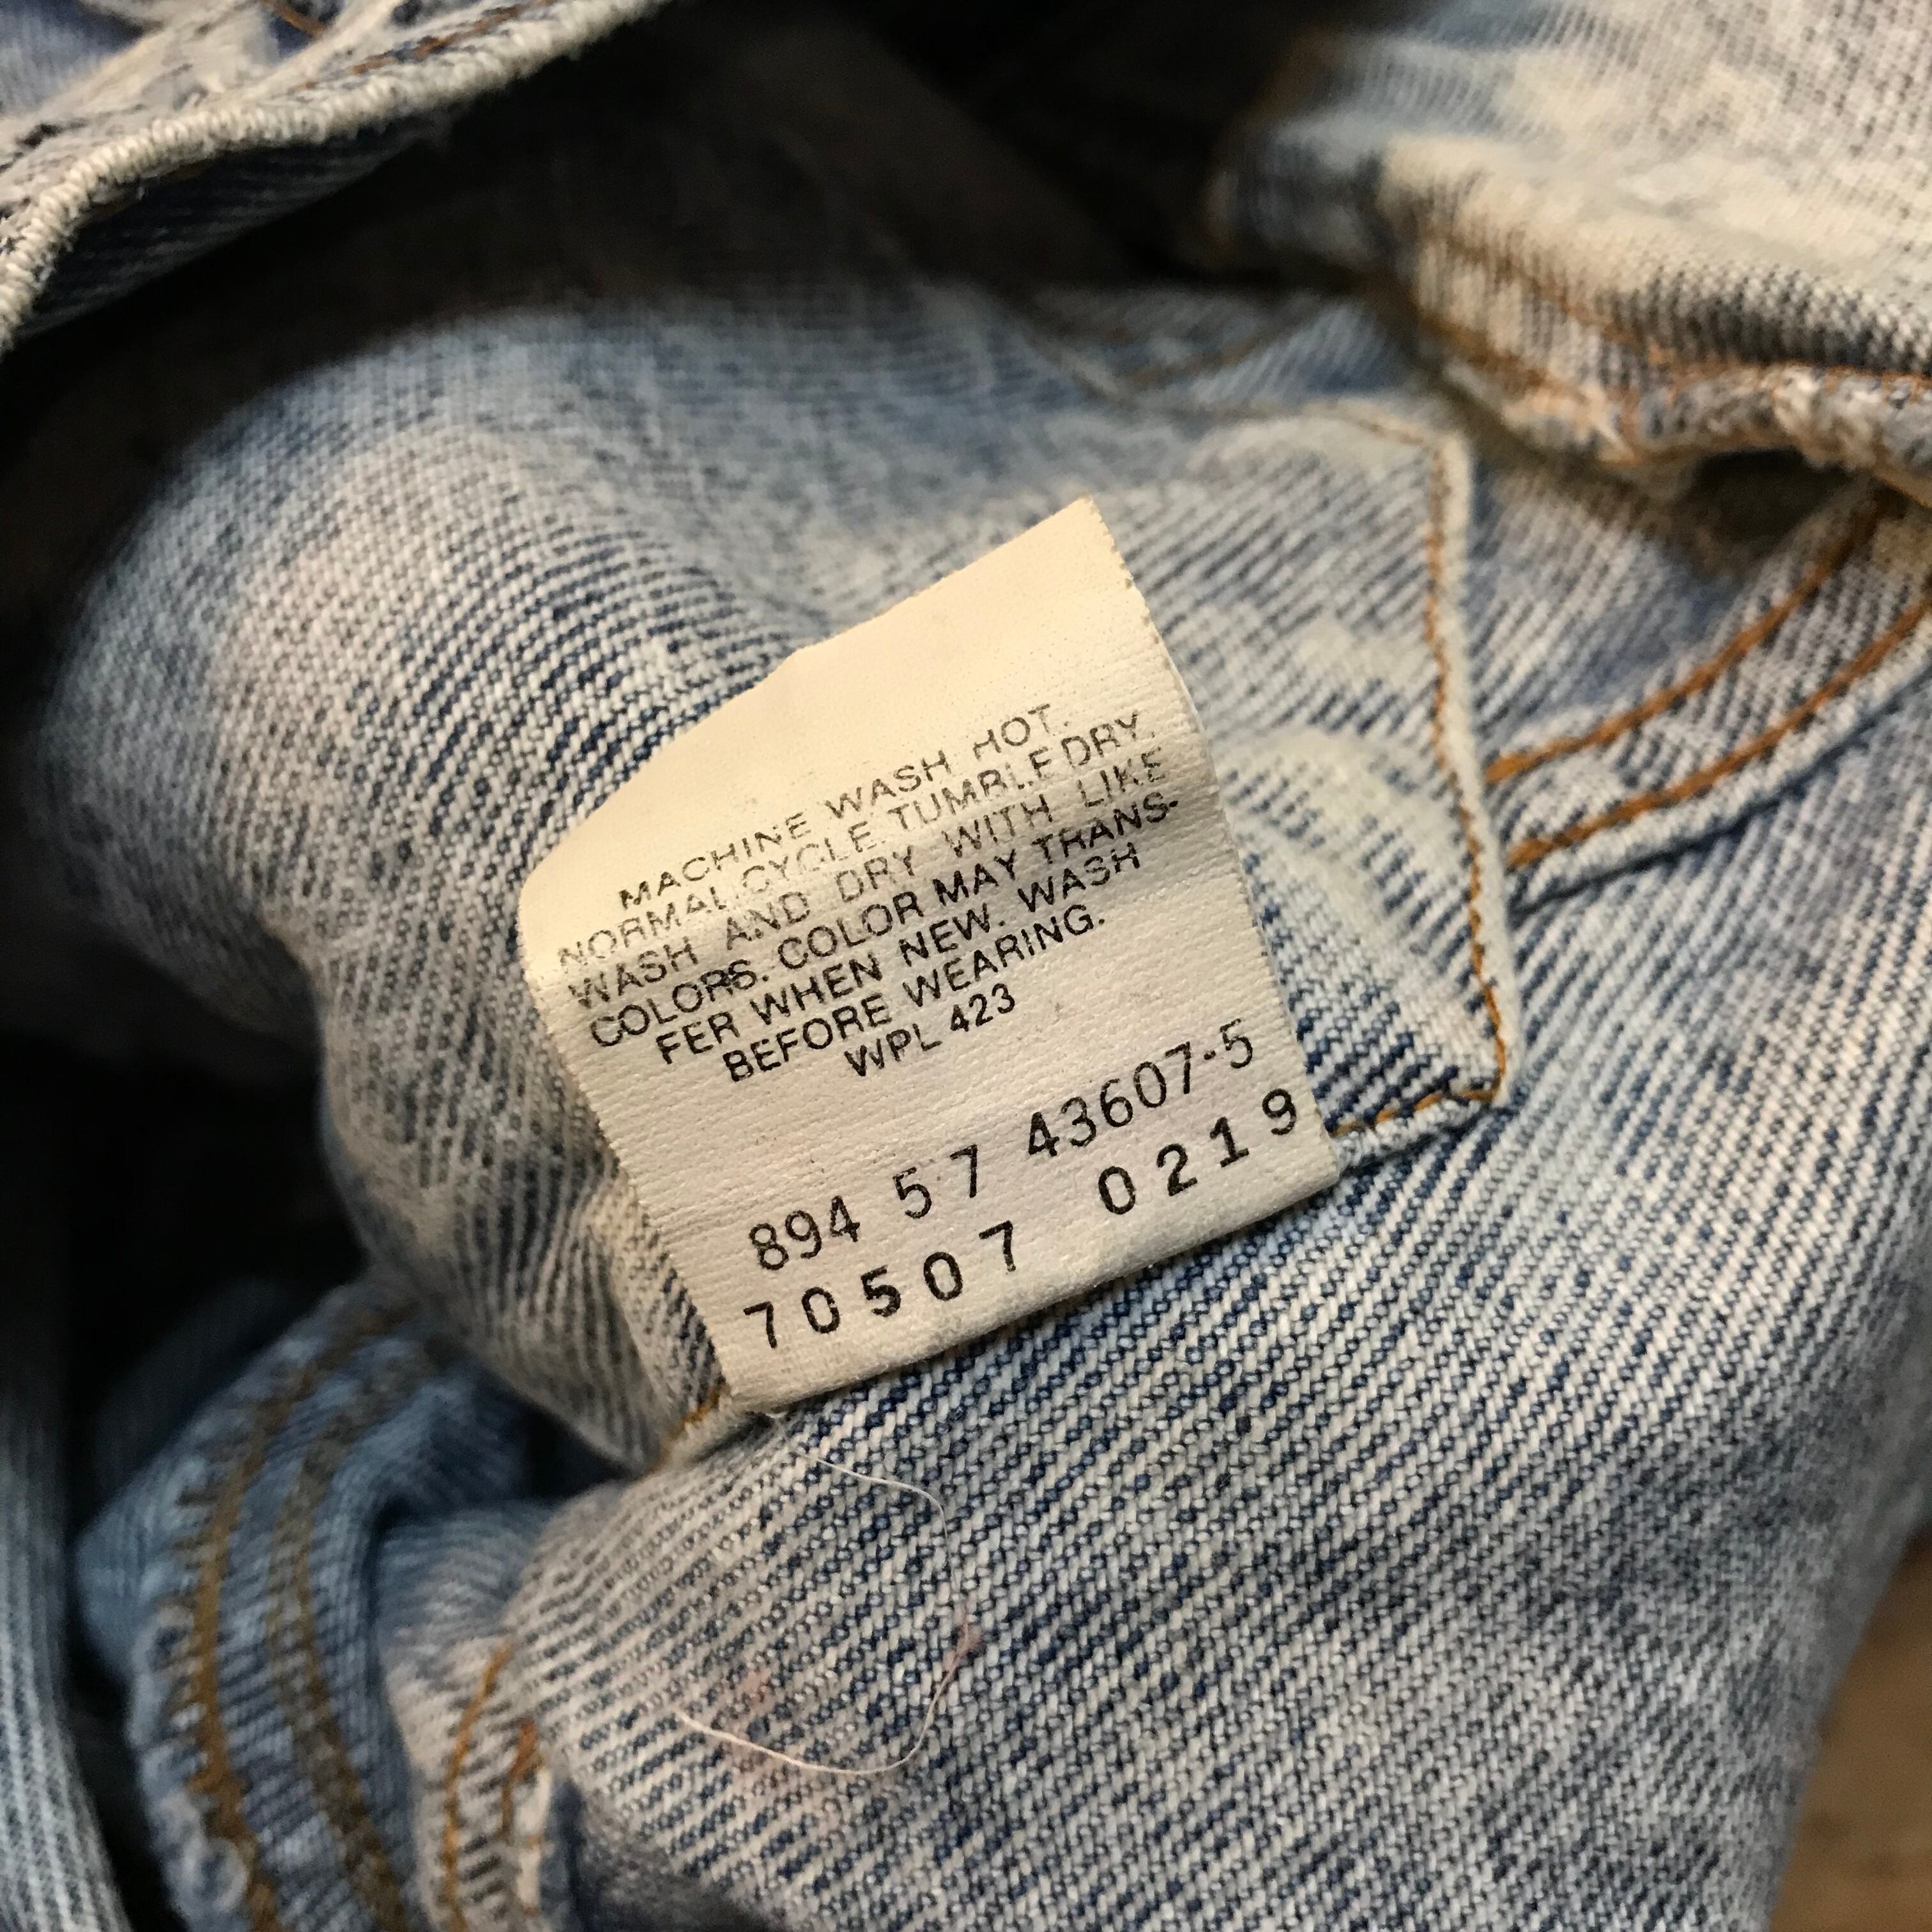 MACHINE WASH HOT.
NORMAL CYCLE. TUMBLE DRY.
WASH AND DRY WITH LIKE
COLORS. COLOR MAY TRANS-
FER WHEN NEW. WASH
BEFORE WEARING.
WPL 423
894 57 43607-5
70507 0219